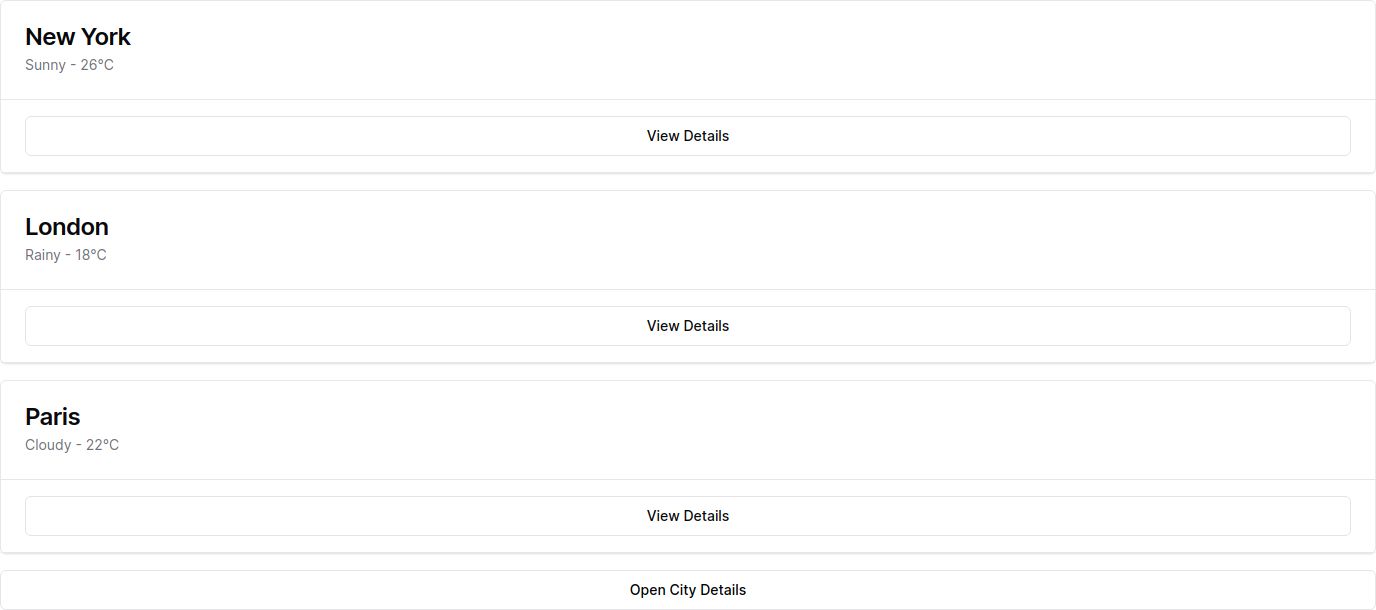 New York
Sunny - 26°C
View Details
London
Rainy - 18°C
View Details
Paris
Cloudy - 22°C
View Details
Open City Details